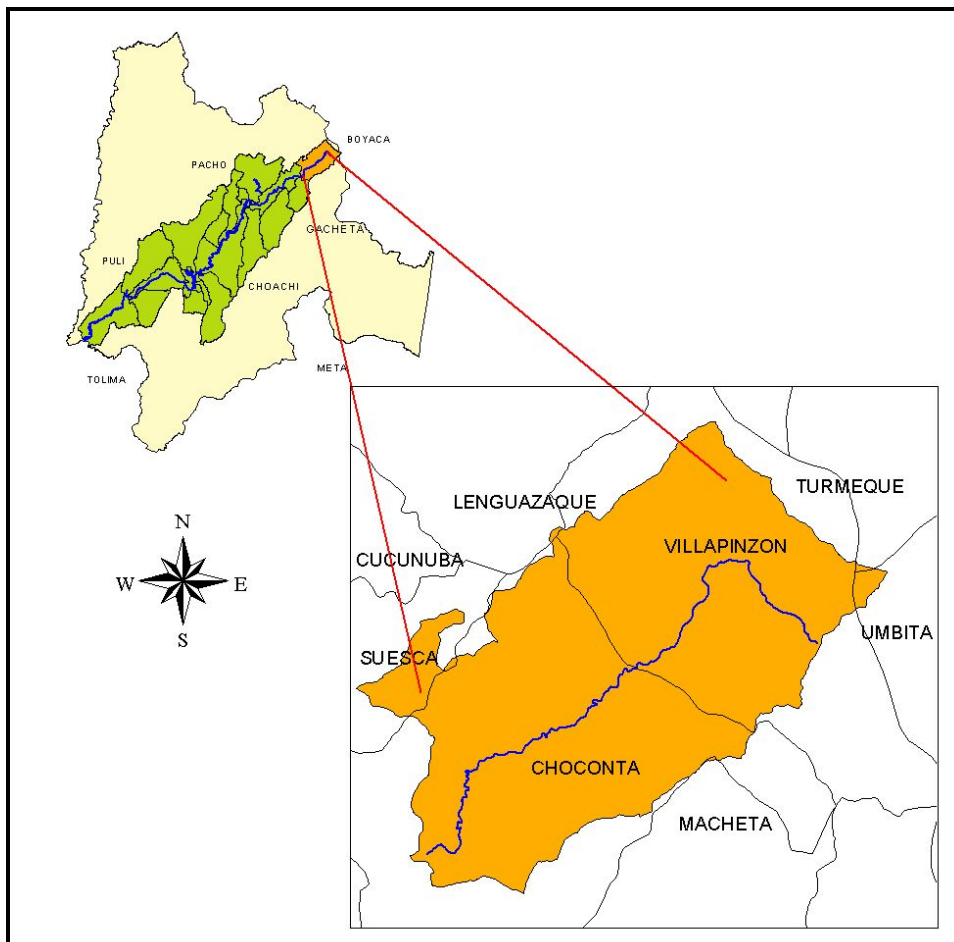 BOYACA
PACHO
GACHETA
PULI
CHOACHI
META
TOLIMA
N
W E
S
TURMEQUE
LENGUAZAQUE
VILLAPINZON
CUCUNUBA
UMBITA
SUESCA
CHOCONTA
MACHETA